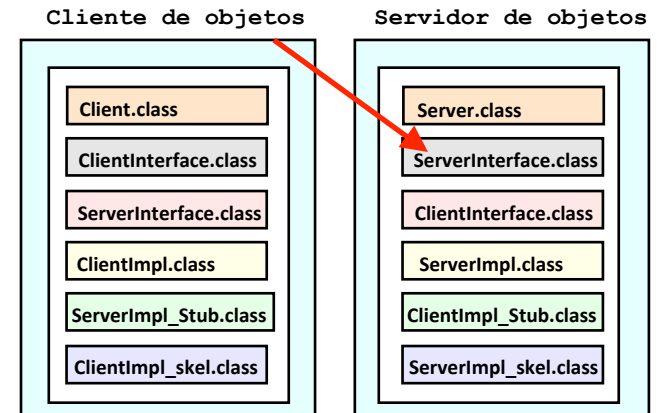 Cliente de objetos
Servidor de objetos
Client.class
ClientInterface.class
ServerInterface.class
ClientImpl.class
ServerImpl_Stub.class
ClientImpl_skel.class
Server.class
ServerInterface.class
ClientInterface.class
ServerImpl.class
ClientImpl_Stub.class
ServerImpl_skel.class